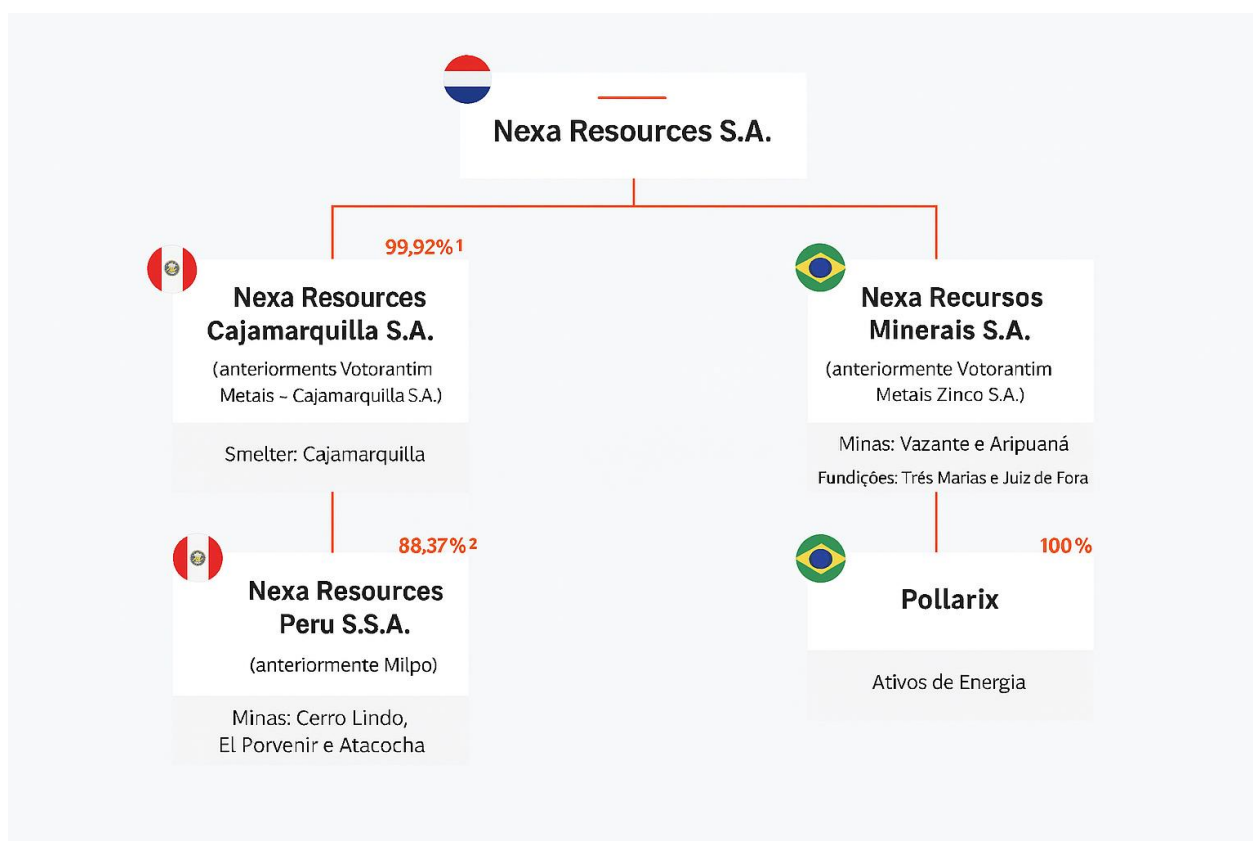 Nexa Resources S.A.
99,92%1
Nexa Resources
Cajamarquilla S.A.
(anteriorments Votorantim
Metais – Cajamarquilla S.A.)
Smelter: Cajamarquilla
88,37%2
Nexa Resources
Peru S.S.A.
(anteriormente Milpo)
Minas: Cerro Lindo,
El Porvenir e Atacocha
Nexa Recursos
Minerais S.A.
(anteriormente Votorantim
Metais Zinco S.A.)
Minas: Vazante e Aripuaná
Fundições: Trés Marias e Juiz de Fora
100%
Pollarix
Ativos de Energia